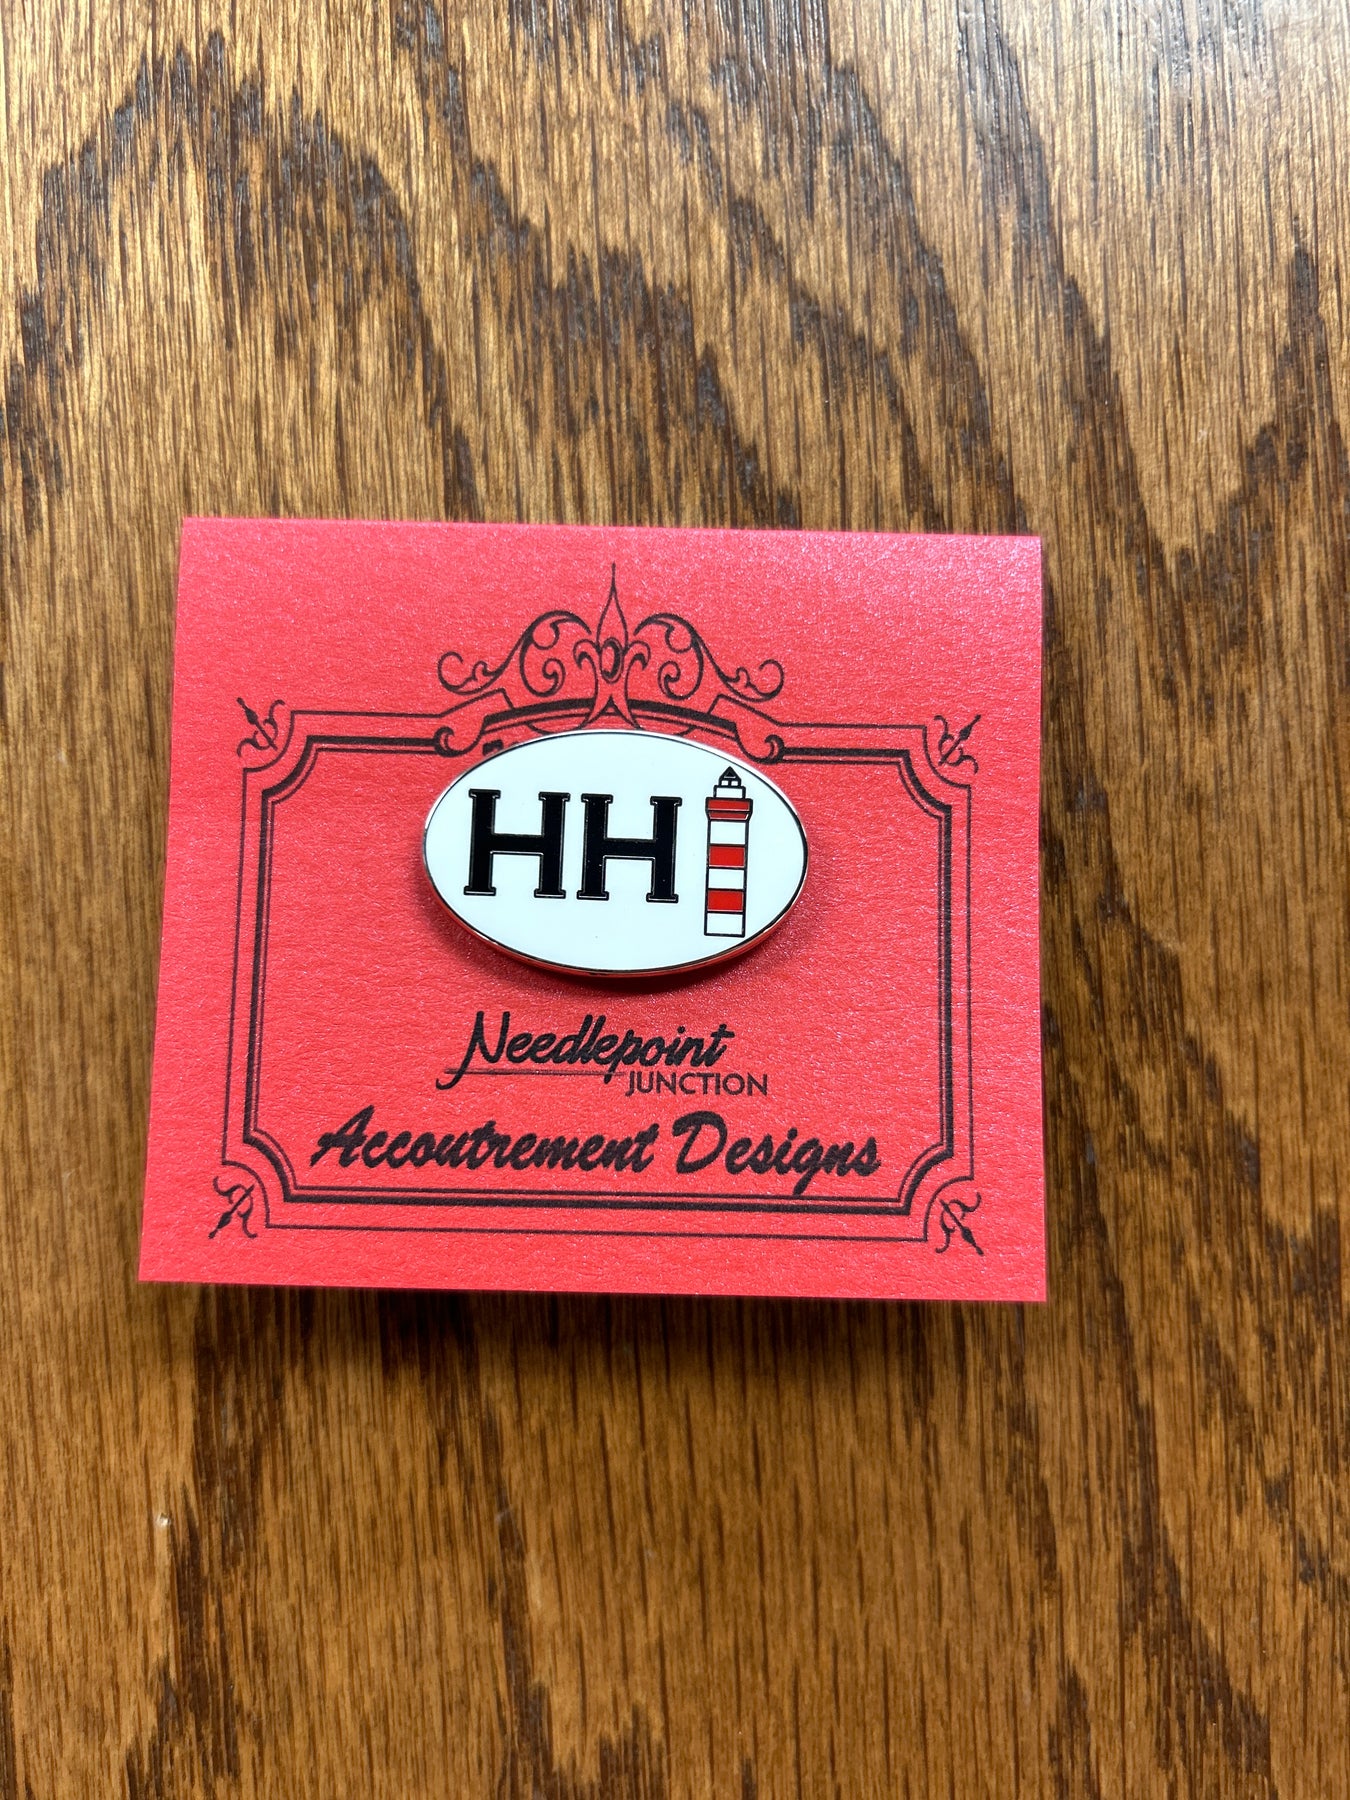 HH
Needlepoint
JUNCTION
Accoutrement Designs